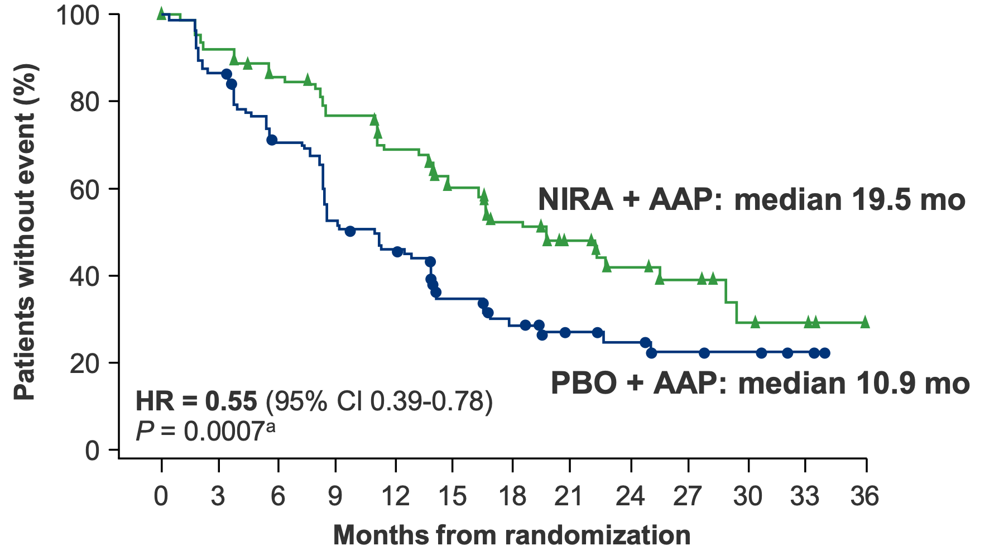 100
80
60
40
20
0
Patients without event (%)
NIRA + AAP: median 19.5 mo
PBO + AAP: median 10.9 mo
HR = 0.55 (95% CI 0.39-0.78)
P = 0.0007ᵃ
0 3 6 9 12 15 18 21 24 27 30 33 36
Months from randomization